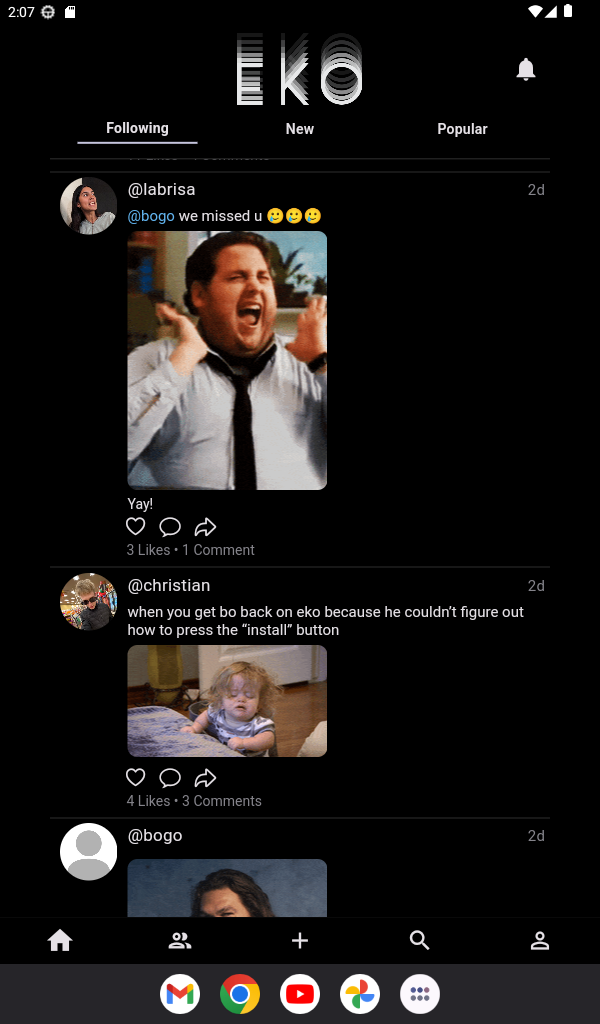 2:07
EKO
Following
New
Popular
@labrisa
2d
@bogo we missed u 🥲🥲🥲
Yay!
3 Likes • 1 Comment
@christian
2d
when you get bo back on eko because he couldn't figure out
how to press the “install” button
4 Likes • 3 Comments
@bogo
2d